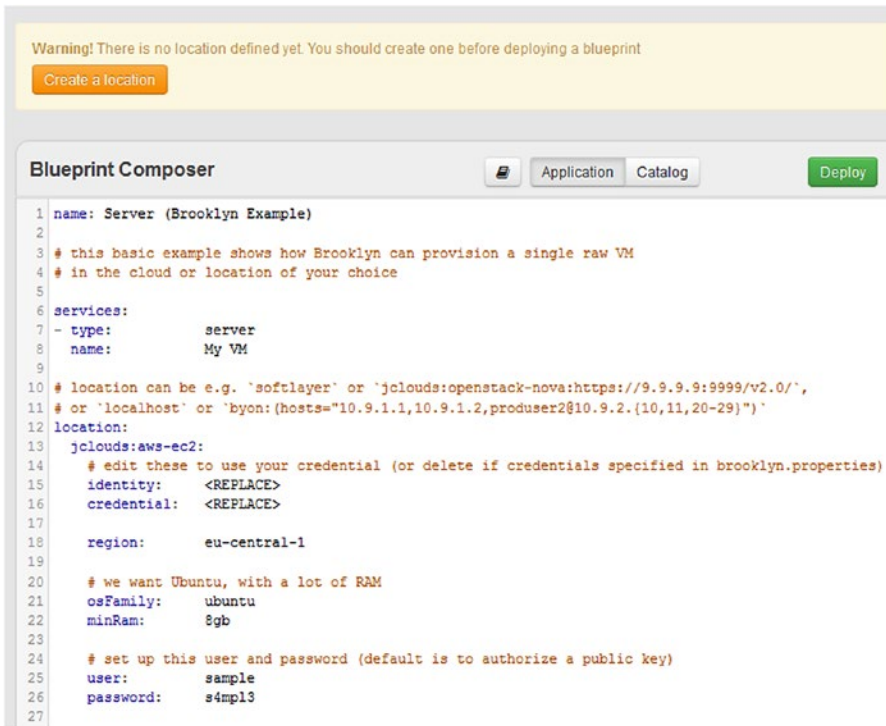 Warning! There is no location defined yet. You should create one before deploying a blueprint
Create a location
Blueprint Composer
Application
Catalog
Deploy
1 name: Server (Brooklyn Example)
2
3 # this basic example shows how Brooklyn can provision a single raw VM
4 # in the cloud or location of your choice
5
6 services:
7 - type: server
8 name: My VM
9
10 # location can be e.g. `softlayer` or `jclouds:openstack-nova:https://9.9.9.9:9999/v2.0/`,
11 # or `localhost` or `byon:(hosts="10.9.1.1,10.9.1.2,produser2@10.9.2.{10,11,20-29}")`
12 location:
13 jclouds:aws-ec2:
14 # edit these to use your credential (or delete if credentials specified in brooklyn.properties)
15 identity: <REPLACE>
16 credential: <REPLACE>
17
18 region: eu-central-1
19
20 # we want Ubuntu, with a lot of RAM
21 osFamily: ubuntu
22 minRam: 8gb
23
24 # set up this user and password (default is to authorize a public key)
25 user: sample
26 password: s4mpl3
27